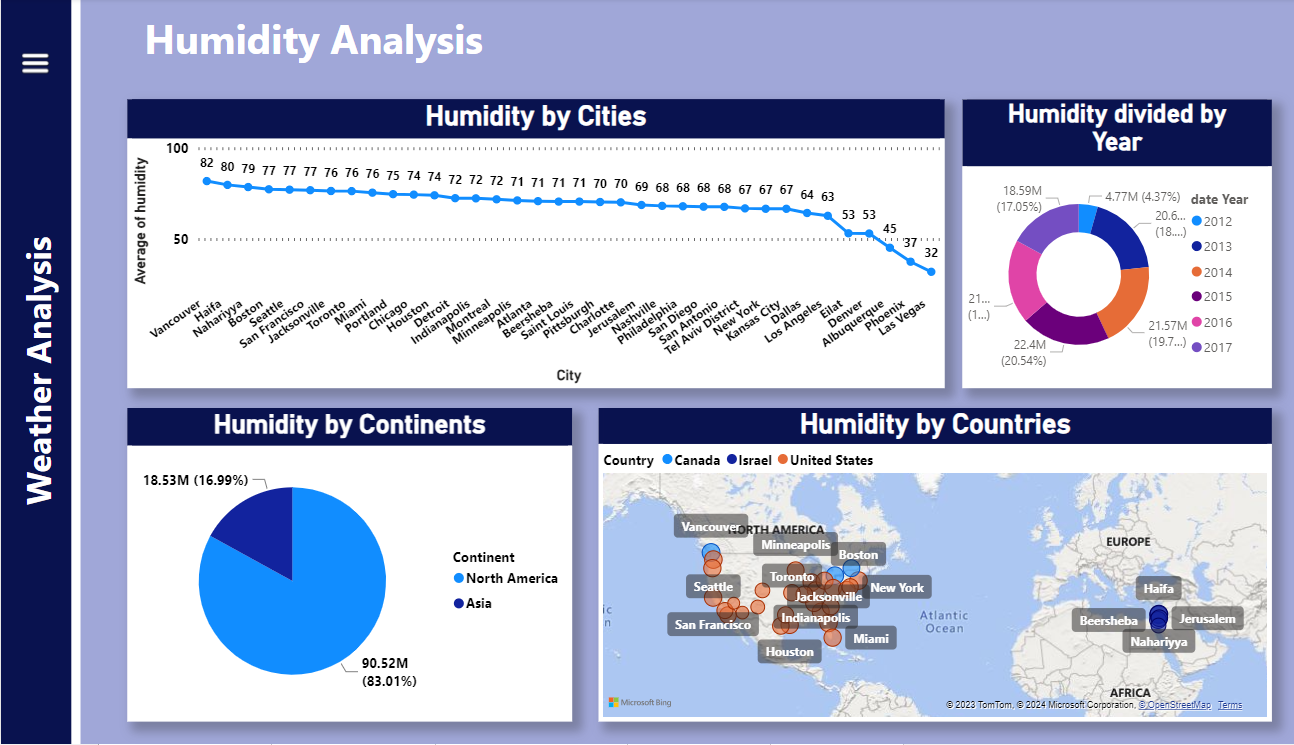 Weather Analysis
Humidity Analysis
Humidity by Cities
Average of humidity
100
50
82 80 79 77 77 77 76 76 76 75 74 74 72 72 72 71 71 71 71 70 70 69 68 68 68 68 67 67 67 64 63 53 53 45 37 32
Vancouver
Haifa
Nahariyya
Boston
Seattle
San Francisco
Jacksonville
Toronto
Miami
Portland
Chicago
Houston
Detroit
Indianapolis
Montreal
Minneapolis
Atlanta
Beersheba
Saint Louis
Pittsburgh
Charlotte
Jerusalem
Nashville
Philadelphia
San Diego
San Antonio
Tel Aviv District
New York
Kansas City
Dallas
Los Angeles
Eilat
Denver
Albuquerque
Phoenix
Las Vegas
City
Humidity divided by
Year
18.59M
(17.05%)
4.77M (4.37%)
20.6...
(18....)
21...
(1...)
21.57M
(19.7...)
22.4M
(20.54%)
date Year
2012
2013
2014
2015
2016
2017
Humidity by Continents
18.53M (16.99%)
90.52M
(83.01%)
Continent
North America
Asia
Humidity by Countries
Country Canada Israel United States
Vancouver
NORTH AMERICA
Minneapolis
Boston
Toronto
Seattle
New York
Jacksonville
San Francisco
Indianapolis
Miami
Houston
Atlantic
Ocean
EUROPE
Haifa
Beersheba
Jerusalem
Nahariyya
AFRICA
ic
n
Microsoft Bing
© 2023 TomTom, © 2024 Microsoft Corporation, © OpenStreetMap Terms